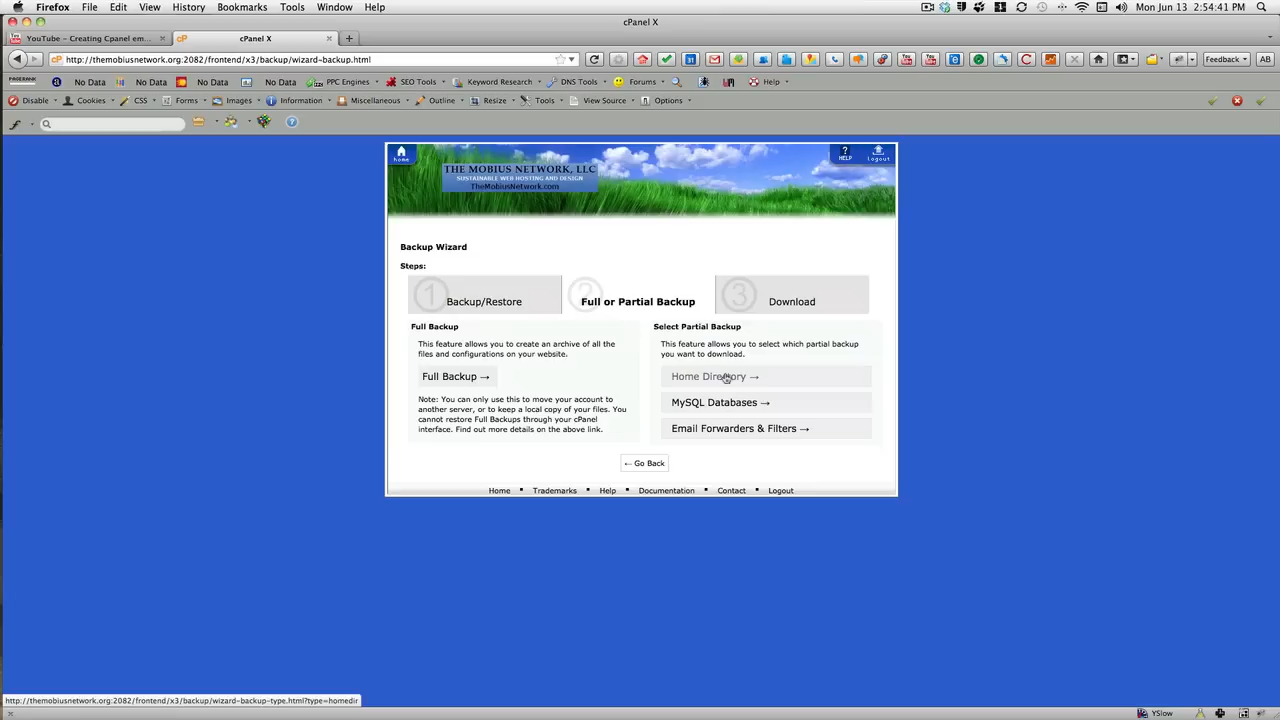 Firefox File Edit View History Bookmarks Tools Window Help Mon Jun 13 2:54:41 PM
cPanel X
YouTube – Creating Cpanel em... cPanel X
http://themobiusnetwork.org:2082/frontend/x3/backup/wizard-backup.html Feedback AB
PAGERANK No Data No Data No Data No Data PPC Engines SEO Tools Keyword Research DNS Tools Forums Help
Disable Cookies CSS Forms Images Information Miscellaneous Outline Resize Tools View Source Options
home HELP logout
THE MOBIUS NETWORK, LLC
SUSTAINABLE WEB HOSTING AND DESIGN
TheMobiusNetwork.com
Backup Wizard
Steps:
1 Backup/Restore 2 Full or Partial Backup 3 Download
Full Backup
This feature allows you to create an archive of all the
files and configurations on your website.
Full Backup →
Note: You can only use this to move your account to
another server, or to keep a local copy of your files. You
cannot restore Full Backups through your cPanel
interface. Find out more details on the above link.
Select Partial Backup
This feature allows you to select which partial backup
you want to download.
Home Directory →
MySQL Databases →
Email Forwarders & Filters →
← Go Back
Home ▪ Trademarks ▪ Help ▪ Documentation ▪ Contact ▪ Logout
http://themobiusnetwork.org:2082/frontend/x3/backup/wizard-backup-type.html?type=homedir
YSlow